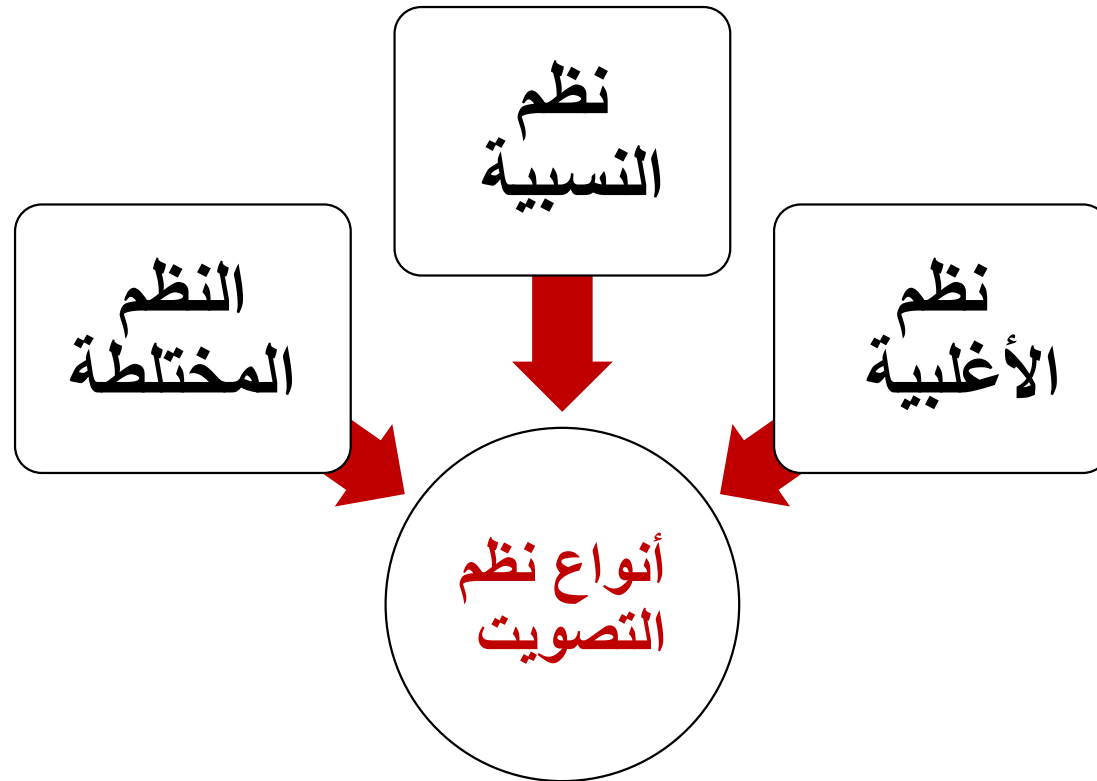 نظم
النسبية
نظم
الأغلبية
النظم
المختلطة
أنواع نظم
التصويت